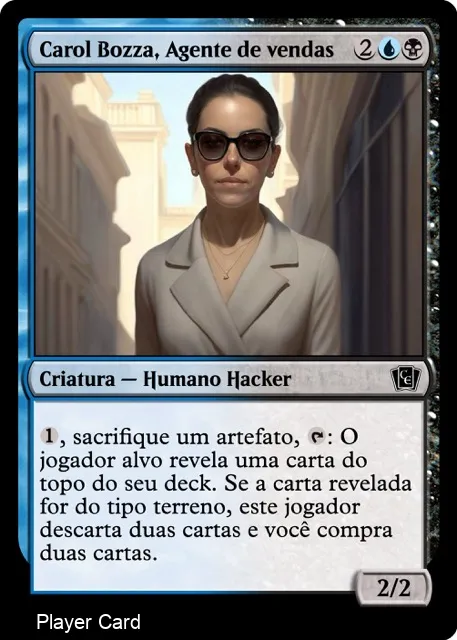 Carol Bozza, Agente de vendas 2
Criatura — Humano Hacker
CE
1, sacrifique um artefato, : O
jogador alvo revela uma carta do
topo do seu deck. Se a carta revelada
for do tipo terreno, este jogador
descarta duas cartas e você compra
duas cartas.
2/2
Player Card